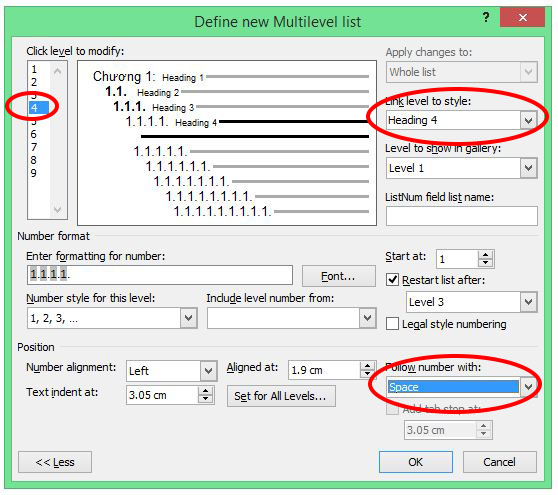 Define new Multilevel list
?
Click level to modify:
1
2
3
4
5
6
7
8
9
Chương 1: Heading 1
1.1. Heading 2
1.1.1. Heading 3
1.1.1.1. Heading 4
1.1.1.1.1.
1.1.1.1.1.1.
1.1.1.1.1.1.1.
1.1.1.1.1.1.1.1.
1.1.1.1.1.1.1.1.1.
Apply changes to:
Whole list
Link level to style:
Heading 4
Level to show in gallery:
Level 1
ListNum field list name:
Number format
Enter formatting for number:
1.1.1.1.
Font...
Number style for this level:
1, 2, 3, ...
Include level number from:
Start at: 1
Restart list after:
Level 3
Legal style numbering
Position
Number alignment: Left
Aligned at: 1.9 cm
Text indent at: 3.05 cm
Set for All Levels...
Follow number with:
Space
Add tab stop at:
3.05 cm
<< Less
OK
Cancel